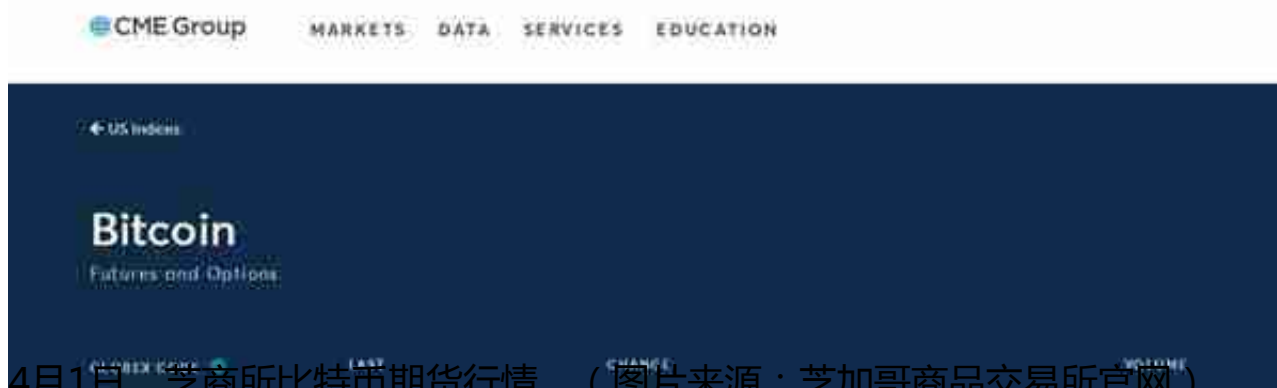 CME Group MARKETS DATA SERVICES EDUCATION
← US Indices
Bitcoin
Futures and Options
GLOBEX CODE LAST CHANGE VOLUME
4月1日，芝商所比特币期货行情。（图片来源：芝加哥商品交易所官网）